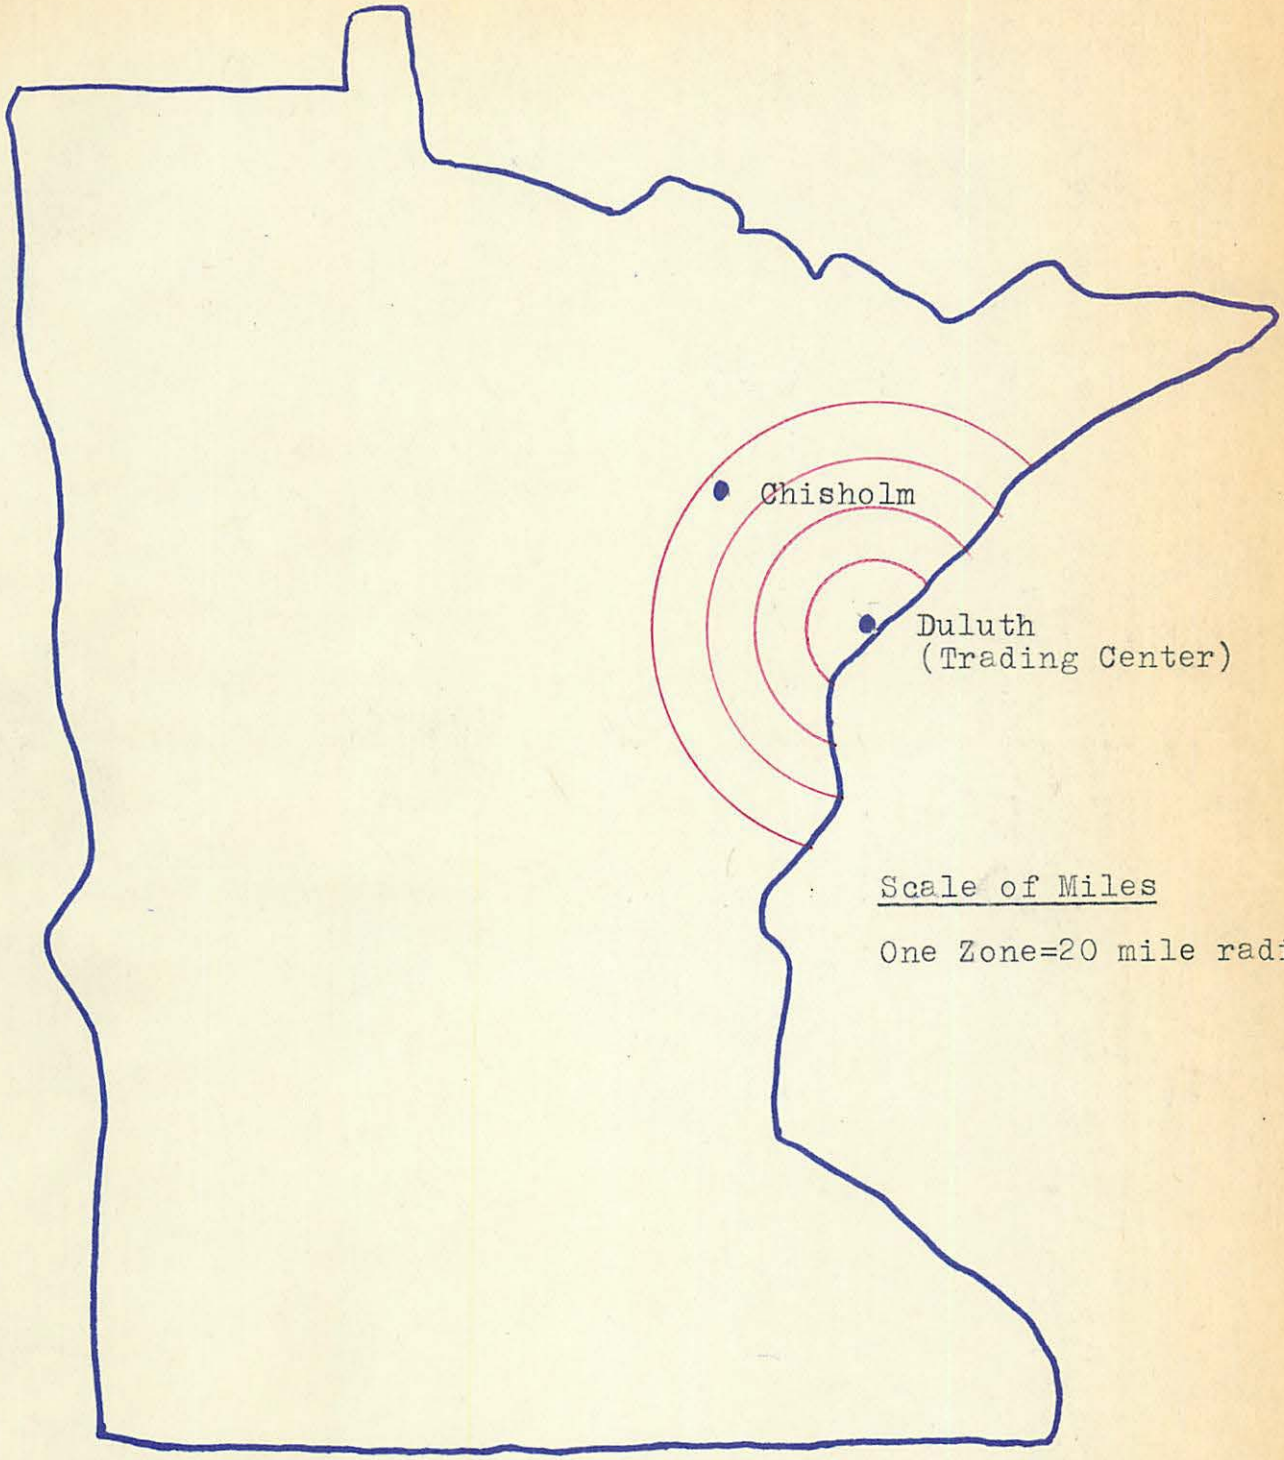 Chisholm
Duluth
(Trading Center)
Scale of Miles
One Zone=20 mile radi